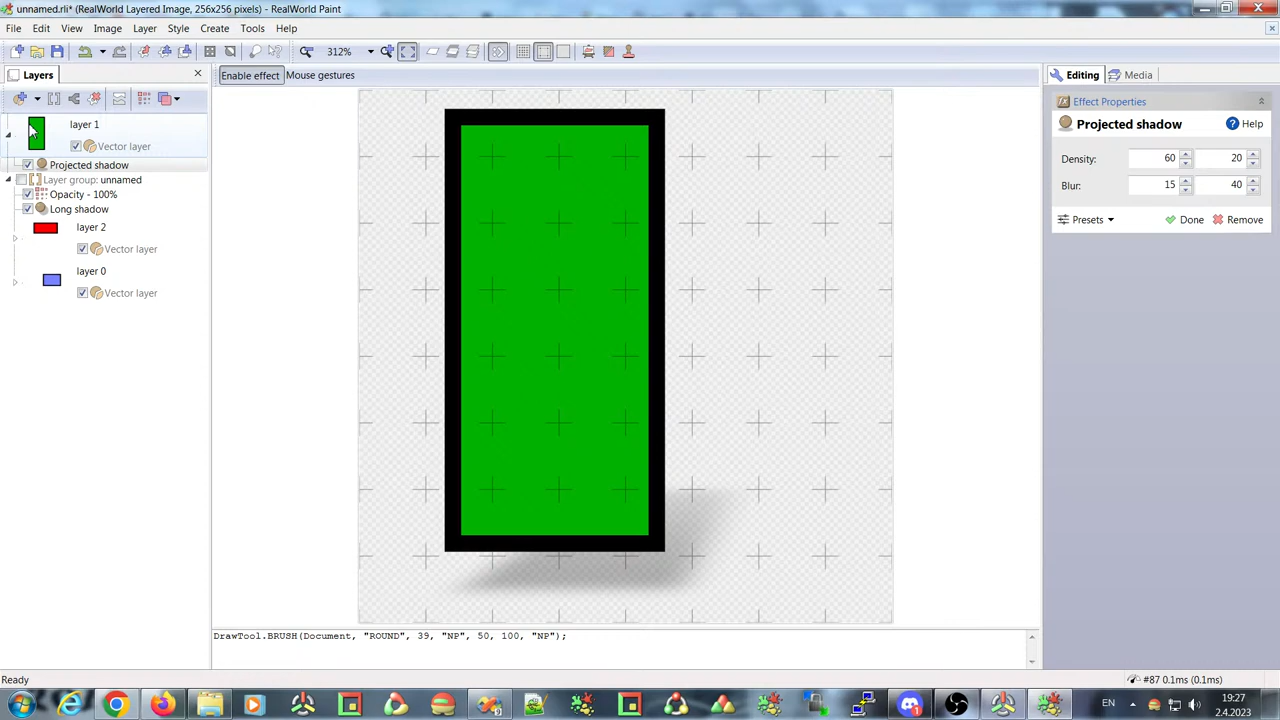 unnamed.rli* (RealWorld Layered Image, 256x256 pixels) - RealWorld Paint
File Edit View Image Layer Style Create Tools Help
312%
Layers
Enable effect Mouse gestures
Editing Media
layer 1
Vector layer
Projected shadow
Layer group: unnamed
Opacity - 100%
Long shadow
layer 2
Vector layer
layer 0
Vector layer
Effect Properties
Projected shadow Help
Density: 60 20
Blur: 15 40
Presets Done Remove
DrawTool.BRUSH(Document, "ROUND", 39, "NP", 50, 100, "NP");
Ready
#87 0.1ms (0.1ms)
EN
19:27
2.4.2023